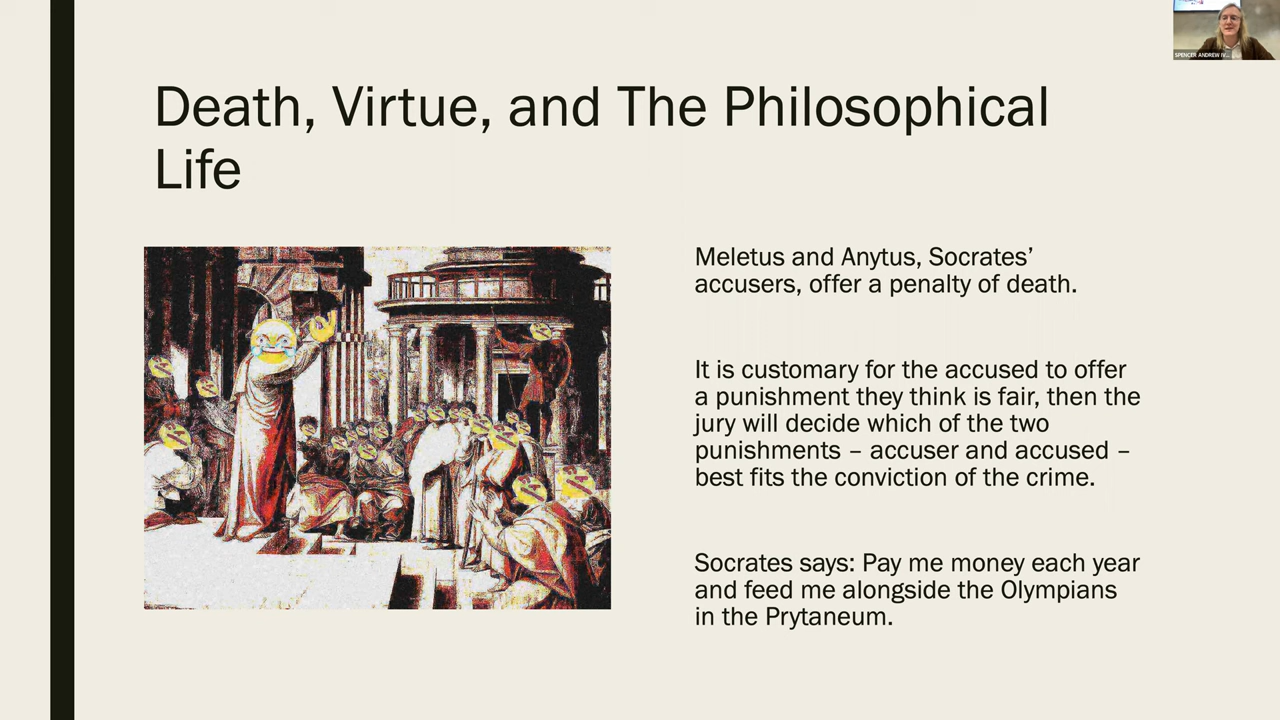 SPENCER ANDREW
Death, Virtue, and The Philosophical
Life
Meletus and Anytus, Socrates’
accusers, offer a penalty of death.
It is customary for the accused to offer
a punishment they think is fair, then the
jury will decide which of the two
punishments – accuser and accused –
best fits the conviction of the crime.
Socrates says: Pay me money each year
and feed me alongside the Olympians
in the Prytaneum.